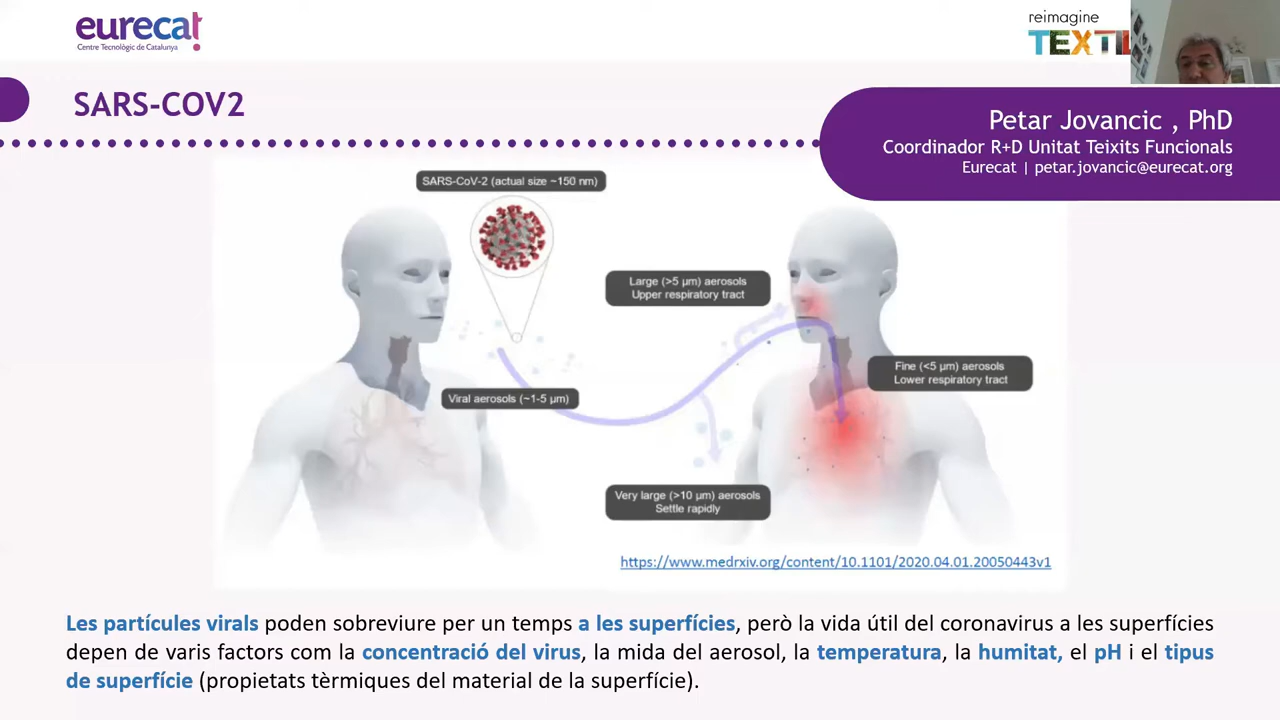 eurecat
Centre Tecnològic de Catalunya
reimagine
SARS-COV2
Petar Jovancic , PhD
Coordinador R+D Unitat Teixits Funcionals
Eurecat | petar.jovancic@eurecat.org
SARS-CoV-2 (actual size ~150 nm)
Large (>5 µm) aerosols
Upper respiratory tract
Fine (<5 µm) aerosols
Lower respiratory tract
Viral aerosols (~1-5 µm)
Very large (>10 µm) aerosols
Settle rapidly
https://www.medrxiv.org/content/10.1101/2020.04.01.20050443v1
Les partícules virals poden sobreviure per un temps a les superfícies, però la vida útil del coronavirus a les superfícies
depen de varis factors com la concentració del virus, la mida del aerosol, la temperatura, la humitat, el pH i el tipus
de superfície (propietats tèrmiques del material de la superfície).